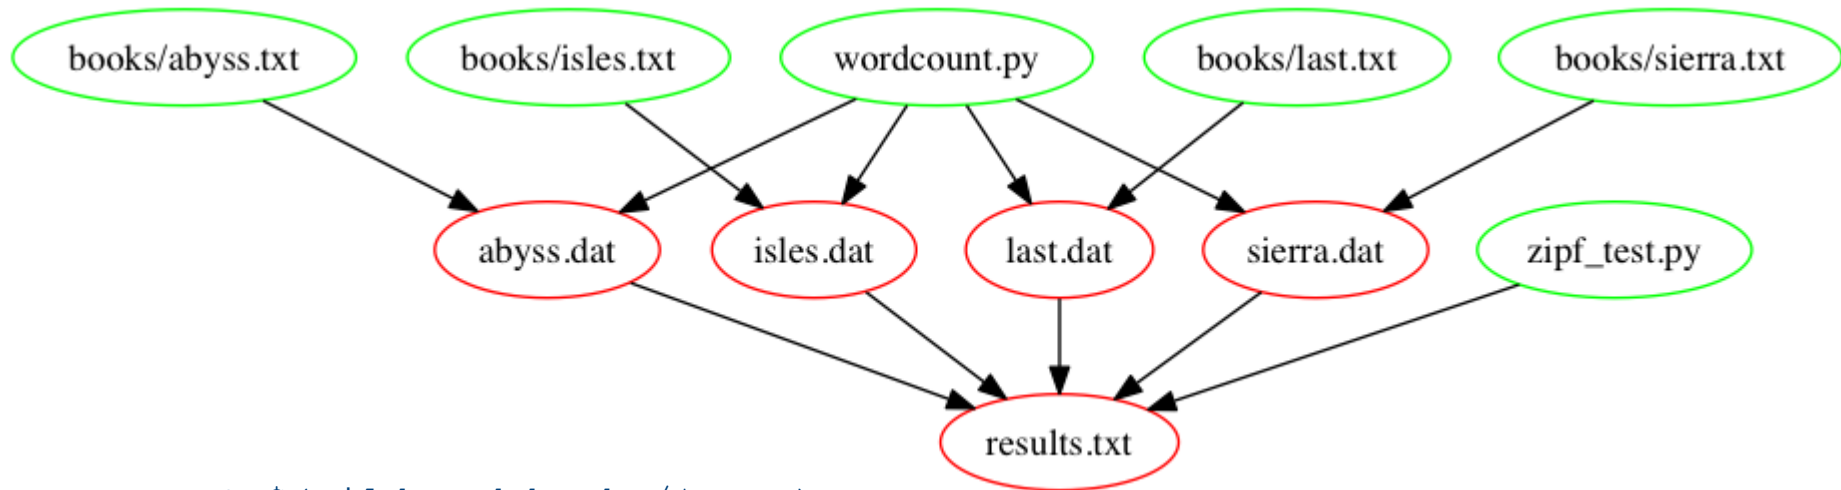 books/abyss.txt
books/isles.txt
wordcount.py
books/last.txt
books/sierra.txt
abyss.dat
isles.dat
last.dat
sierra.dat
zipf_test.py
results.txt